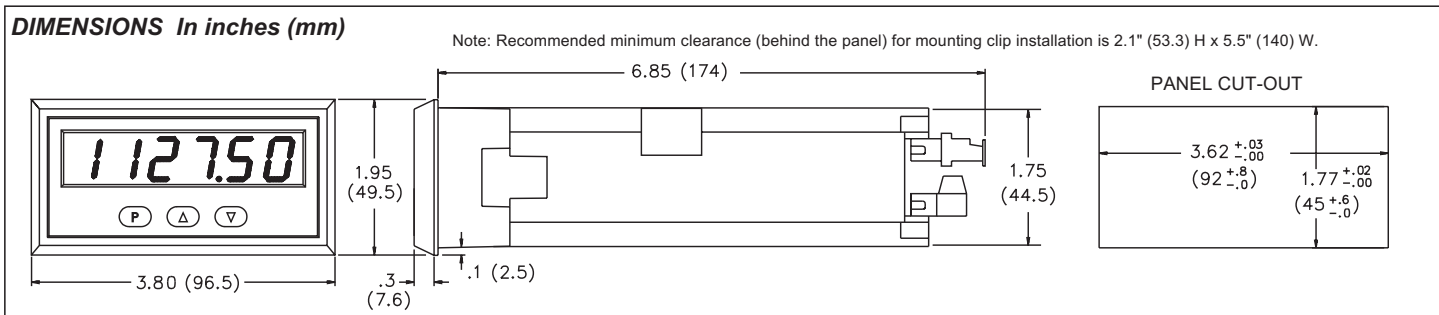 DIMENSIONS In inches (mm)
Note: Recommended minimum clearance (behind the panel) for mounting clip installation is 2.1" (53.3) H x 5.5" (140) W.
6.85 (174)
PANEL CUT-OUT
1127.50
P
1.95
(49.5)
1.75
(44.5)
3.62 +.03 -.00
(92 +.8 -.0)
1.77 +.02 -.00
(45 +.6 -.0)
3.80 (96.5)
.3
(7.6)
.1 (2.5)